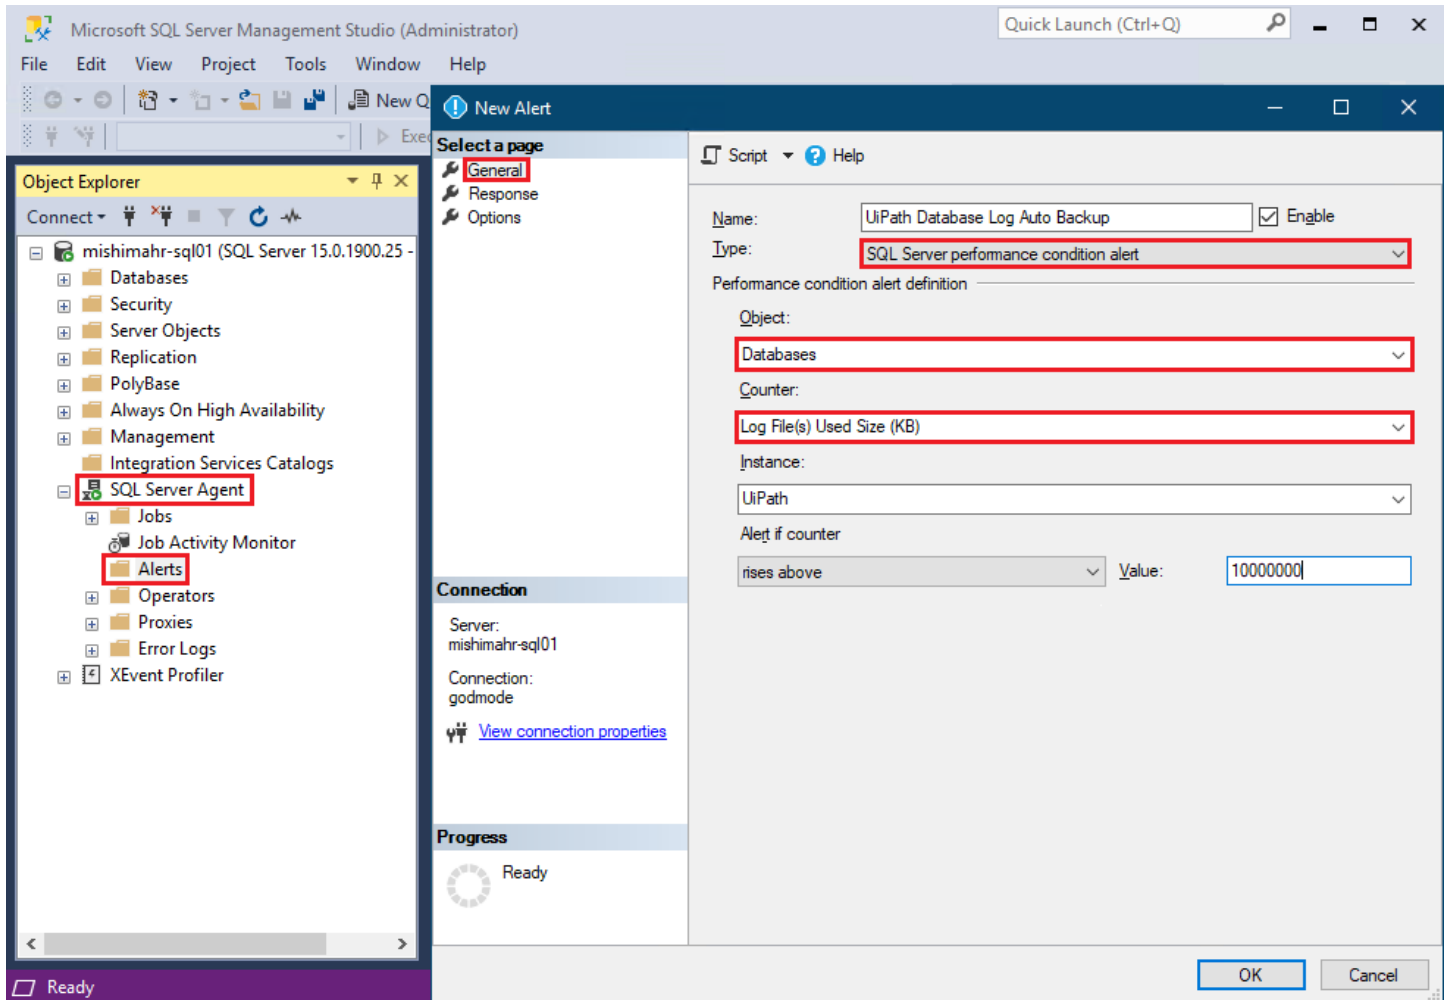 Microsoft SQL Server Management Studio (Administrator)
Quick Launch (Ctrl+Q)
File Edit View Project Tools Window Help
New Q
Exec
Object Explorer
Connect
mishimahr-sql01 (SQL Server 15.0.1900.25 -
Databases
Security
Server Objects
Replication
PolyBase
Always On High Availability
Management
Integration Services Catalogs
SQL Server Agent
Jobs
Job Activity Monitor
Alerts
Operators
Proxies
Error Logs
XEvent Profiler
Ready
New Alert
Select a page
General
Response
Options
Connection
Server:
mishimahr-sql01
Connection:
godmode
View connection properties
Progress
Ready
Script Help
Name: UiPath Database Log Auto Backup Enable
Type: SQL Server performance condition alert
Performance condition alert definition
Object:
Databases
Counter:
Log File(s) Used Size (KB)
Instance:
UiPath
Alert if counter
rises above Value: 10000000
OK Cancel